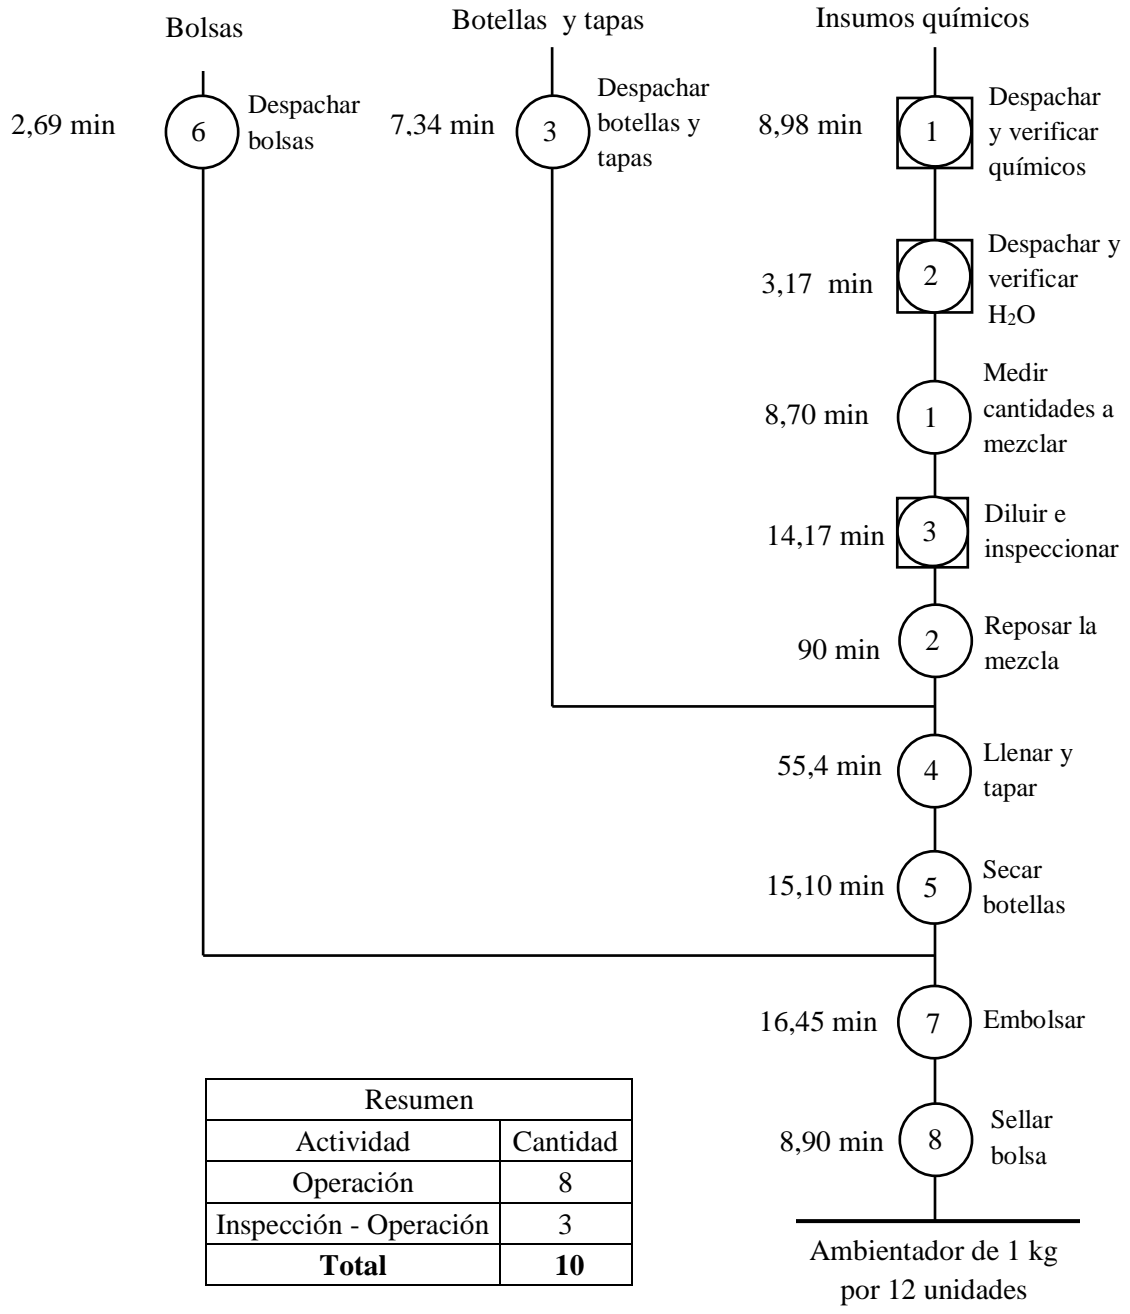 Bolsas
Botellas y tapas
Insumos químicos
2,69 min
6
Despachar
bolsas
7,34 min
3
Despachar
botellas y
tapas
8,98 min
1
Despachar
y verificar
químicos
3,17 min
2
Despachar y
verificar
H₂O
8,70 min
1
Medir
cantidades a
mezclar
14,17 min
3
Diluir e
inspeccionar
90 min
2
Reposar la
mezcla
55,4 min
4
Llenar y
tapar
15,10 min
5
Secar
botellas
16,45 min
7
Embolsar
8,90 min
8
Sellar
bolsa
Resumen
Actividad Cantidad
Operación 8
Inspección - Operación 3
Total 10
Ambientador de 1 kg
por 12 unidades